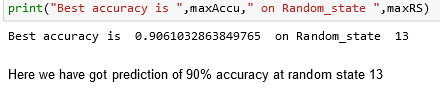 print("Best accuracy is ",maxAccu," on Random_state ",maxRS)
Best accuracy is  0.9061032863849765  on Random_state  13
Here we have got prediction of 90% accuracy at random state 13